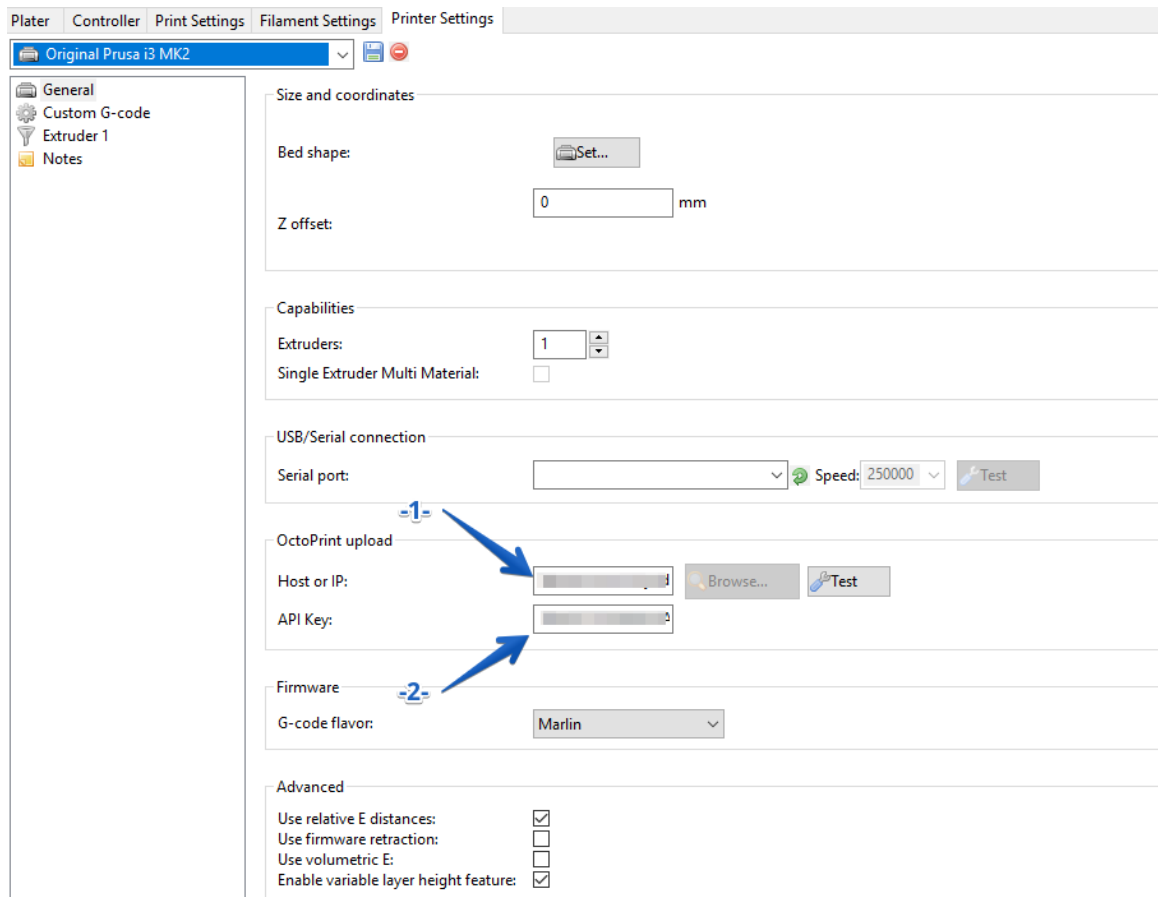 Plater Controller Print Settings Filament Settings Printer Settings
Original Prusa i3 MK2
General
Custom G-code
Extruder 1
Notes
Size and coordinates
Bed shape: Set...
Z offset: 0 mm
Capabilities
Extruders: 1
Single Extruder Multi Material:
USB/Serial connection
Serial port: Speed: 250000 Test
-1-
OctoPrint upload
Host or IP: Browse... Test
API Key:
-2-
Firmware
G-code flavor: Marlin
Advanced
Use relative E distances:
Use firmware retraction:
Use volumetric E:
Enable variable layer height feature: